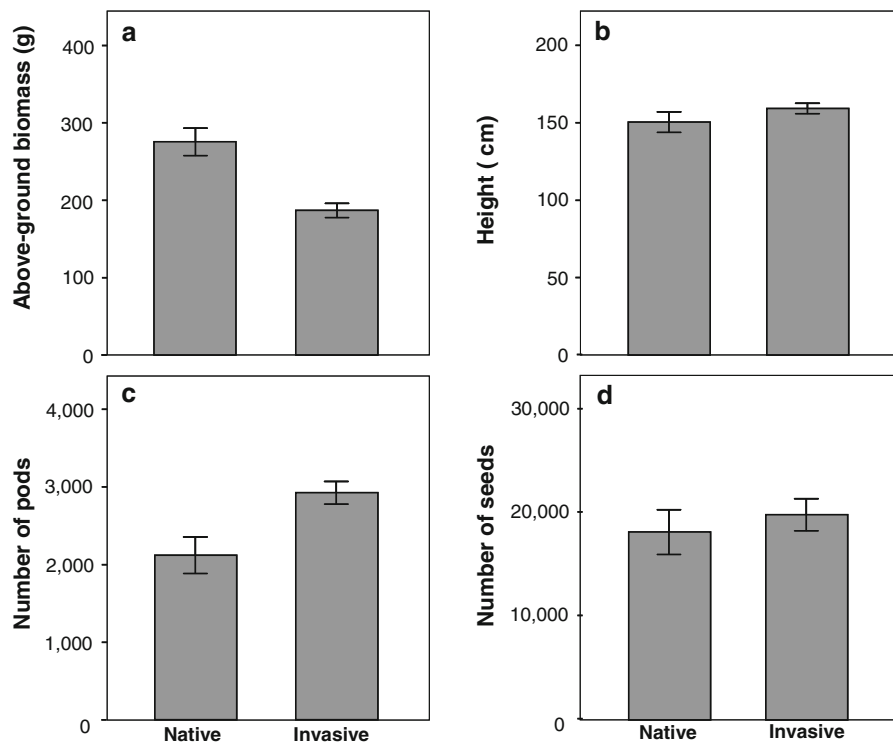 a
Above-ground biomass (g)
400
300
200
100
0
b
Height ( cm)
200
150
100
50
0
c
Number of pods
4,000
3,000
2,000
1,000
0
Native
Invasive
d
Number of seeds
30,000
20,000
10,000
0
Native
Invasive